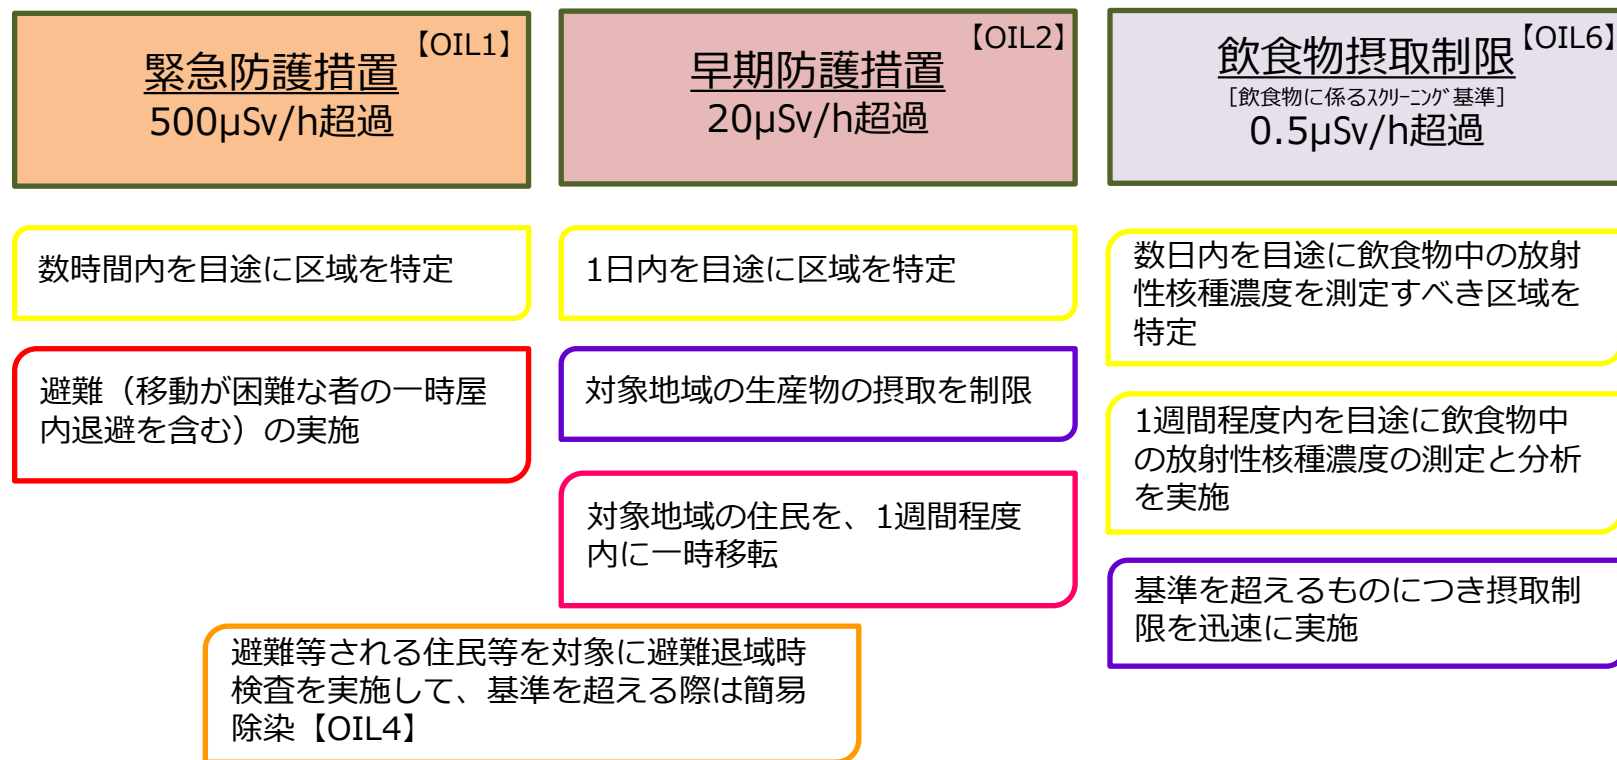 緊急防護措置
【OIL1】
500μSv/h超過
数時間内を目途に区域を特定
避難（移動が困難な者の一時屋
内退避を含む）の実施
早期防護措置
【OIL2】
20μSv/h超過
1日内を目途に区域を特定
対象地域の生産物の摂取を制限
対象地域の住民を、1週間程度
内に一時移転
避難等される住民等を対象に避難退域時
検査を実施して、基準を超える際は簡易
除染【OIL4】
飲食物摂取制限
【OIL6】
[飲食物に係るｽｸﾘｰﾆﾝｸﾞ基準]
0.5μSv/h超過
数日内を目途に飲食物中の放射
性核種濃度を測定すべき区域を
特定
1週間程度内を目途に飲食物中
の放射性核種濃度の測定と分析
を実施
基準を超えるものにつき摂取制
限を迅速に実施